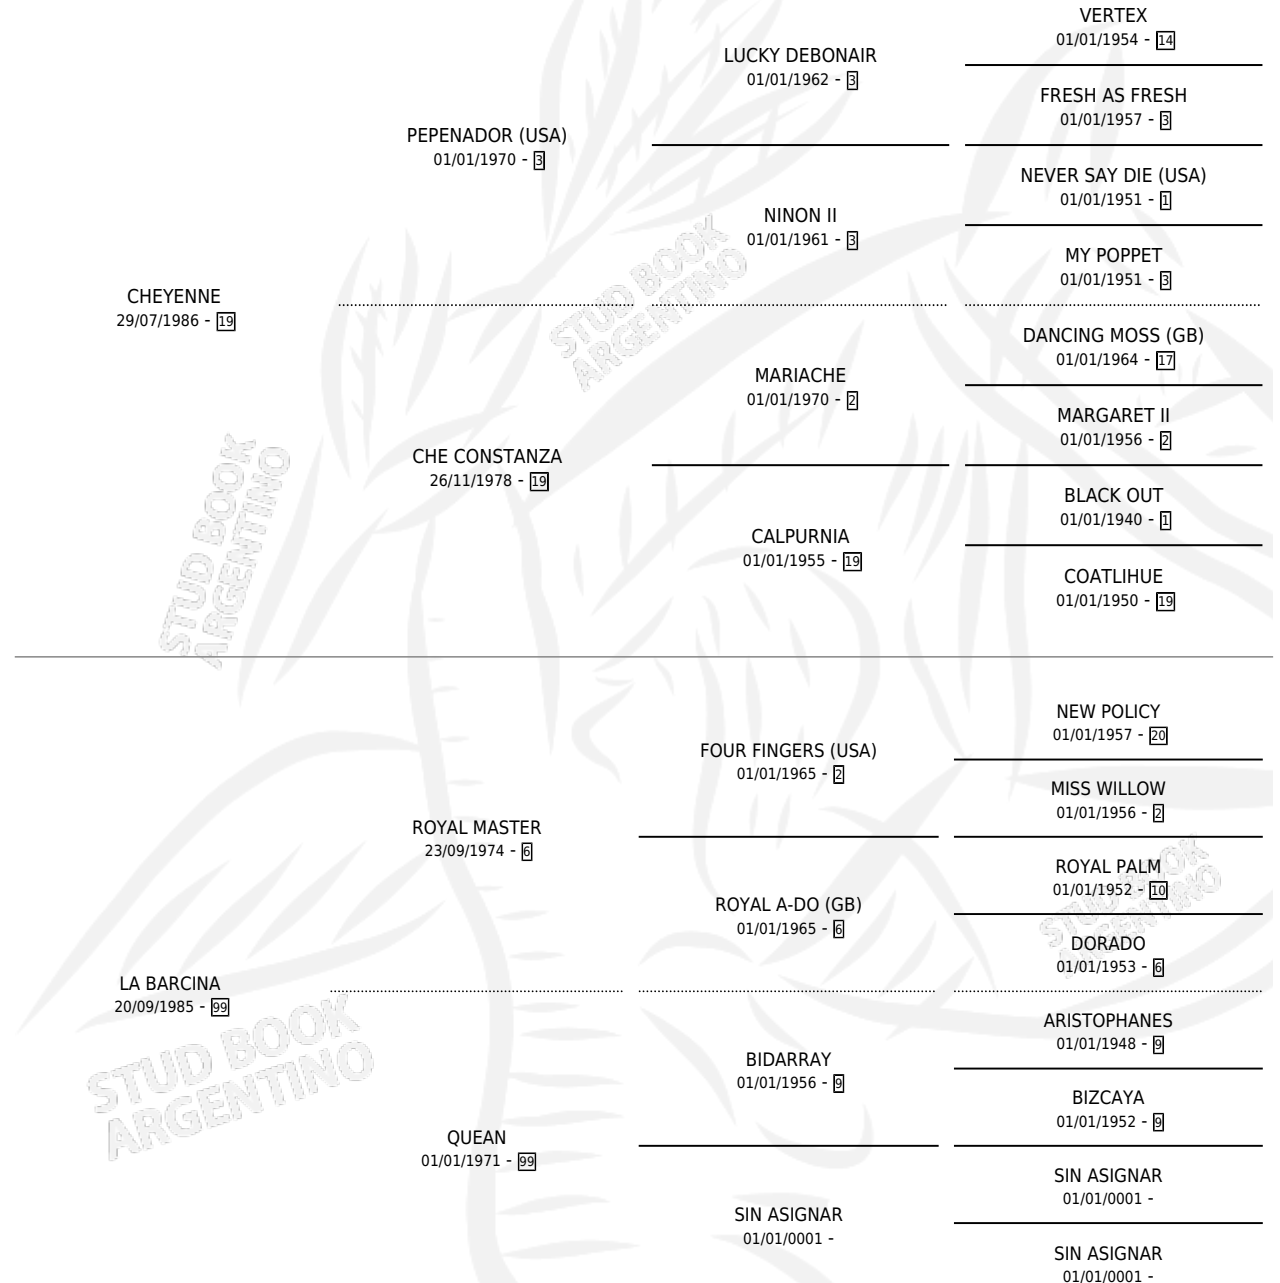 VERTEX
01/01/1954 - 14
LUCKY DEBONAIR
01/01/1962 - 3
FRESH AS FRESH
01/01/1957 - 3
PEPENADOR (USA)
01/01/1970 - 3
NEVER SAY DIE (USA)
01/01/1951 - 1
NINON II
01/01/1961 - 3
MY POPPET
01/01/1951 - 3
CHEYENNE
29/07/1986 - 19
DANCING MOSS (GB)
01/01/1964 - 17
MARIACHE
01/01/1970 - 2
MARGARET II
01/01/1956 - 2
CHE CONSTANZA
26/11/1978 - 19
BLACK OUT
01/01/1940 - 1
CALPURNIA
01/01/1955 - 19
COATLIHUE
01/01/1950 - 19
STUD BOOK
ARGENTINO
STUD BOOK
ARGENTINO
NEW POLICY
01/01/1957 - 20
FOUR FINGERS (USA)
01/01/1965 - 2
MISS WILLOW
01/01/1956 - 2
ROYAL MASTER
23/09/1974 - 6
ROYAL PALM
01/01/1952 - 10
ROYAL A-DO (GB)
01/01/1965 - 6
DORADO
01/01/1953 - 6
LA BARCINA
20/09/1985 - 99
ARISTOPHANES
01/01/1948 - 9
BIDARRAY
01/01/1956 - 9
BIZCAYA
01/01/1952 - 9
QUEAN
01/01/1971 - 99
SIN ASIGNAR
01/01/0001 -
SIN ASIGNAR
01/01/0001 -
SIN ASIGNAR
01/01/0001 -
STUD BOOK
ARGENTINO
STUD BOOK
ARGENTINO